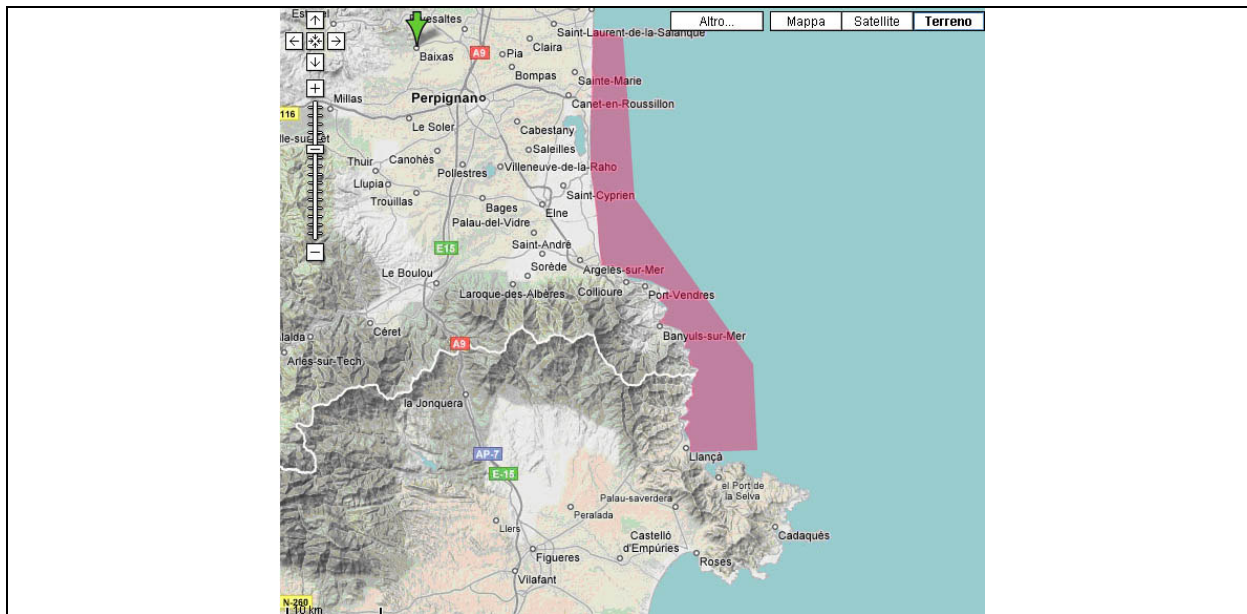 Altro...
Mappa
Satellite
Terreno
Saint-Laurent-de-la-Salanque
Baixas
A9
Pia
Claira
Bompas
Sainte-Marie
Millas
Perpignan
Canet-en-Roussillon
116
Le Soler
Cabestany
Saleilles
Canohès
Thuir
Pollestres
Villeneuve-de-la-Raho
Llupia
Trouillas
Saint-Cyprien
Bages
Elne
Palau-del-Vidre
E15
Saint-André
Sorède
Argelès-sur-Mer
Le Boulou
Laroque-des-Albères
Collioure
Port-Vendres
Céret
Banyuls-sur-Mer
A9
Arles-sur-Tech
la Jonquera
AP-7
Llançà
E-15
el Port de
la Selva
Palau-saverdera
Peralada
Llers
Cadaqués
Castelló
d'Empúries
Figueres
Roses
Vilafant
N-260
10 km